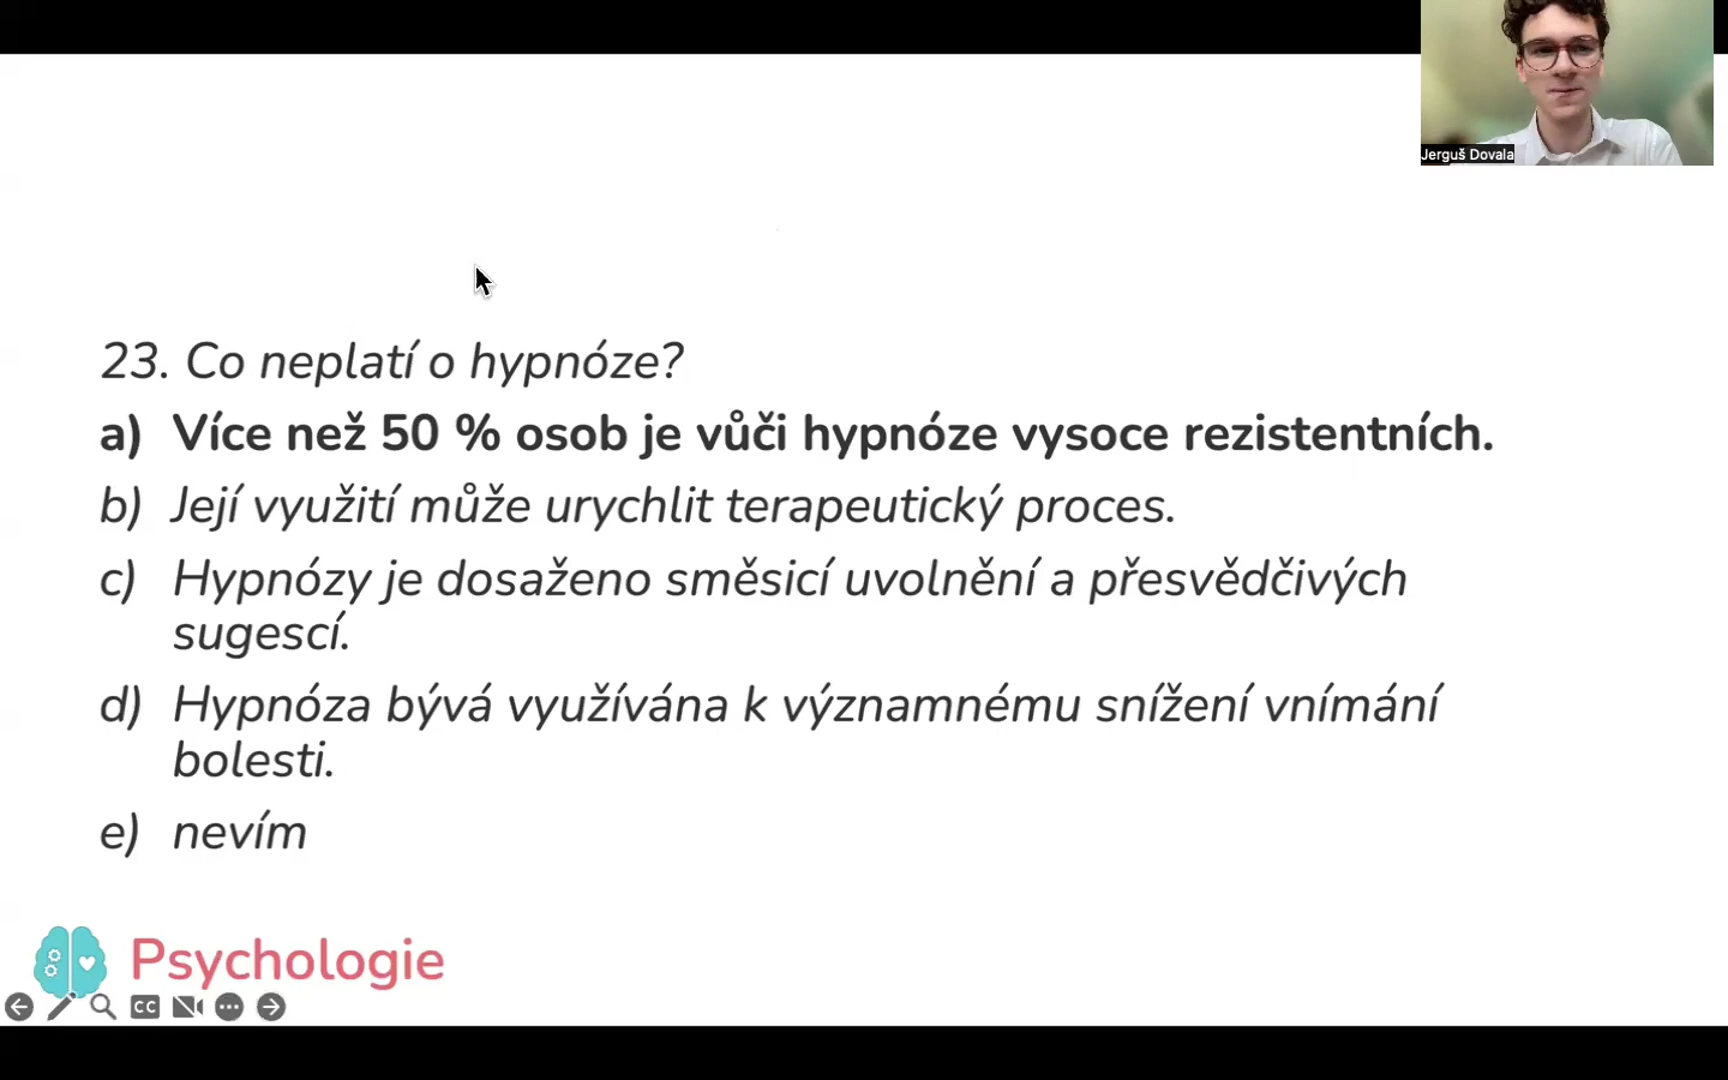 Jerguš Dovala
23. Co neplatí o hypnóze?
a) Více než 50 % osob je vůči hypnóze vysoce rezistentních.
b) Její využití může urychlit terapeutický proces.
c) Hypnózy je dosaženo směsicí uvolnění a přesvědčivých
sugescí.
d) Hypnóza bývá využívána k významnému snížení vnímání
bolesti.
e) nevím
Psychologie
CC